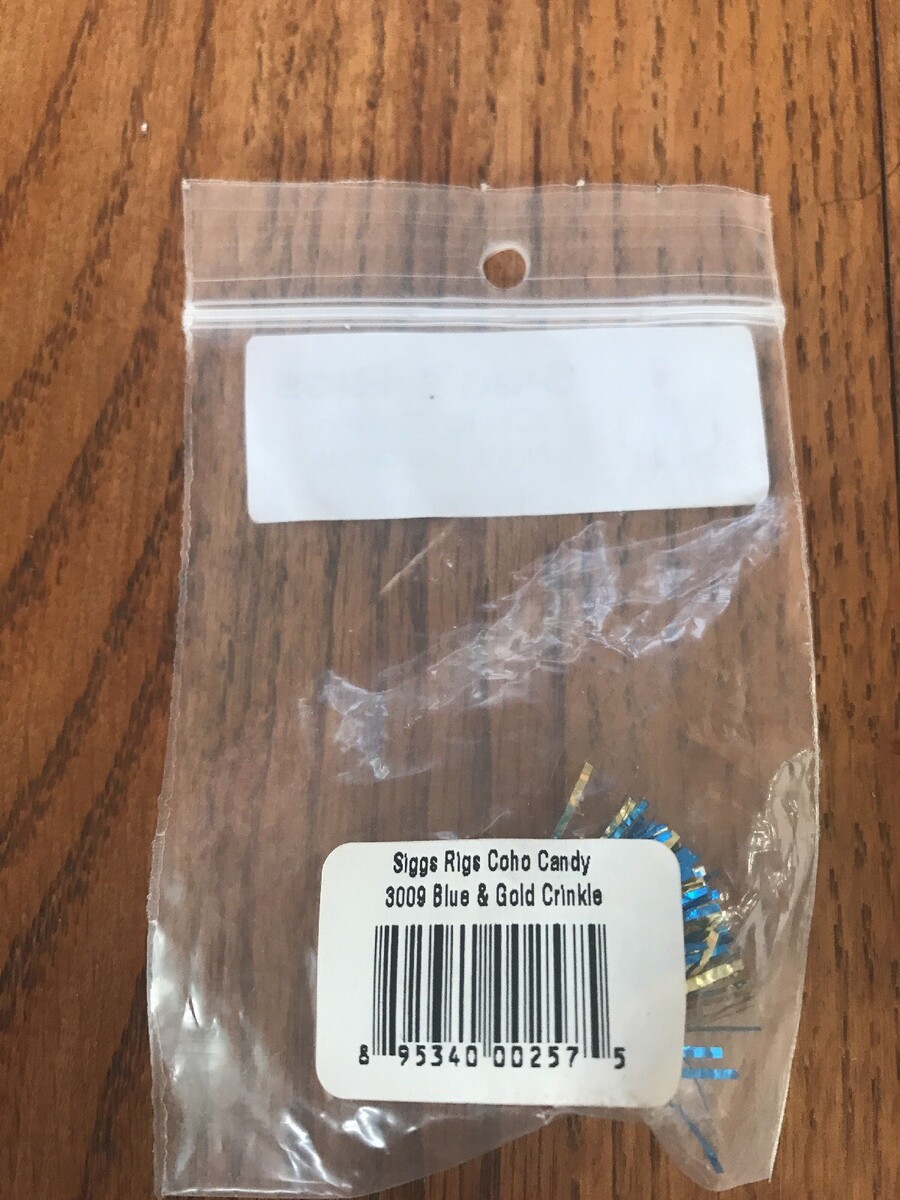 Siggs Rigs Coho Candy
3009 Blue & Gold Crinkle
8 95340 00257 5